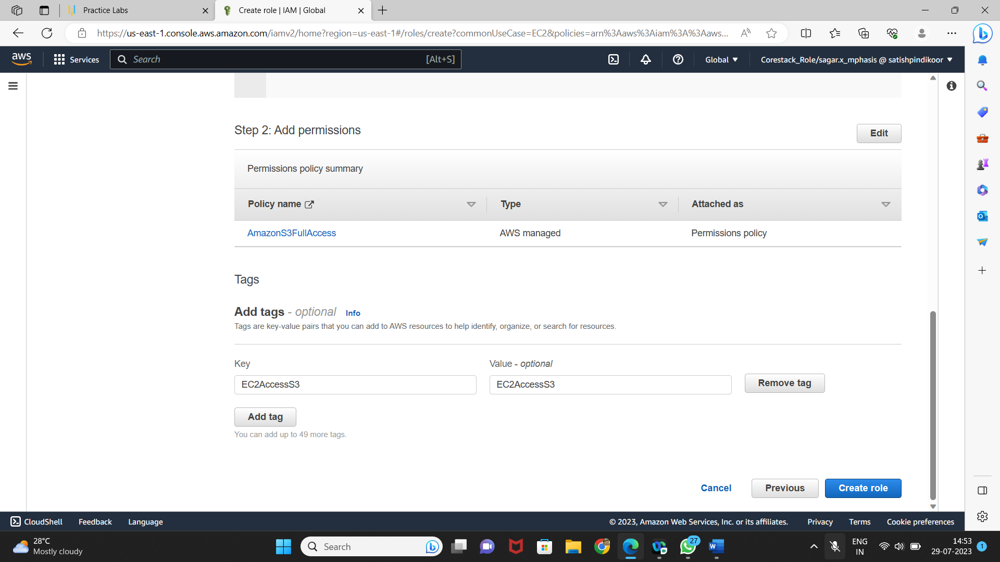 Practice Labs
Create role | IAM | Global
https://us-east-1.console.aws.amazon.com/iamv2/home?region=us-east-1#/roles/create?commonUseCase=EC2&policies=arn%3Aaws%3Aiam%3A%3Aaws...
aws
Services
Search
[Alt+S]
Global
Corestack_Role/sagar.x_mphasis @ satishpindikoor
Step 2: Add permissions
Edit
Permissions policy summary
Policy name
Type
Attached as
AmazonS3FullAccess
AWS managed
Permissions policy
Tags
Add tags - optional
Info
Tags are key-value pairs that you can add to AWS resources to help identify, organize, or search for resources.
Key
Value - optional
EC2AccessS3
EC2AccessS3
Remove tag
Add tag
You can add up to 49 more tags.
Cancel
Previous
Create role
CloudShell
Feedback
Language
© 2023, Amazon Web Services, Inc. or its affiliates.
Privacy
Terms
Cookie preferences
28°C
Mostly cloudy
Search
27
ENG
IN
14:53
29-07-2023
1